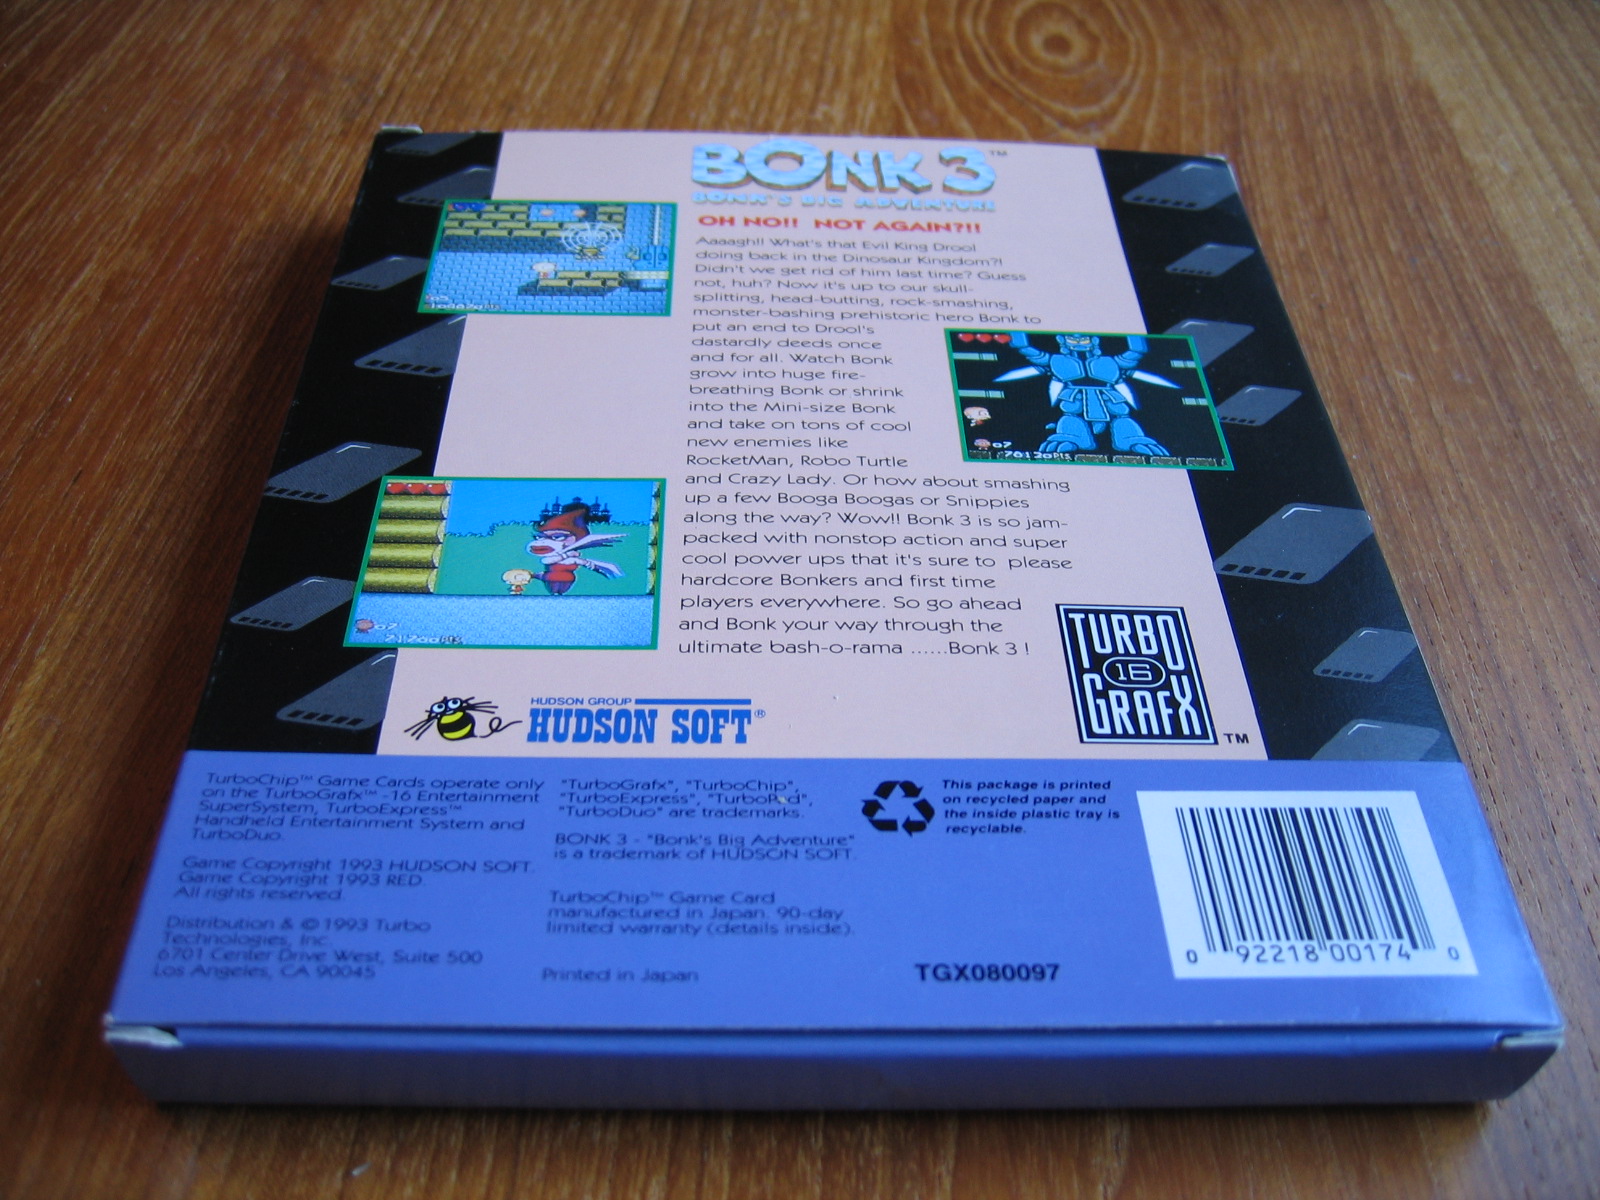 BONK 3™
BONK'S BIG ADVENTURE
OH NO!! NOT AGAIN?!!
Aaaagh!! What's that Evil King Drool
doing back in the Dinosaur Kingdom?!
Didn't we get rid of him last time? Guess
not, huh? Now it's up to our skull-
splitting, head-butting, rock-smashing,
monster-bashing prehistoric hero Bonk to
put an end to Drool's
dastardly deeds once
and for all. Watch Bonk
grow into huge fire-
breathing Bonk or shrink
into the Mini-size Bonk
and take on tons of cool
new enemies like
RocketMan, Robo Turtle
and Crazy Lady. Or how about smashing
up a few Booga Boogas or Snippies
along the way? Wow!! Bonk 3 is so jam-
packed with nonstop action and super
cool power ups that it's sure to please
hardcore Bonkers and first time
players everywhere. So go ahead
and Bonk your way through the
ultimate bash-o-rama ......Bonk 3 !
07
76120PTS
07
71200PTS
HUDSON GROUP
HUDSON SOFT®
TURBO
16
GRAFX
TM
TurboChip™ Game Cards operate only
on the TurboGrafx™-16 Entertainment
SuperSystem, TurboExpress™
Handheld Entertainment System and
TurboDuo.
Game Copyright 1993 HUDSON SOFT.
Game Copyright 1993 RED.
All rights reserved.
Distribution & © 1993 Turbo
Technologies, Inc.
6701 Center Drive West, Suite 500
Los Angeles, CA 90045
"TurboGrafx", "TurboChip",
"TurboExpress", "TurboPad",
"TurboDuo" are trademarks.
BONK 3 - "Bonk's Big Adventure"
is a trademark of HUDSON SOFT.
TurboChip™ Game Card
manufactured in Japan. 90-day
limited warranty (details inside).
Printed in Japan
This package is printed
on recycled paper and
the inside plastic tray is
recyclable.
TGX080097
0 92218 00174 0